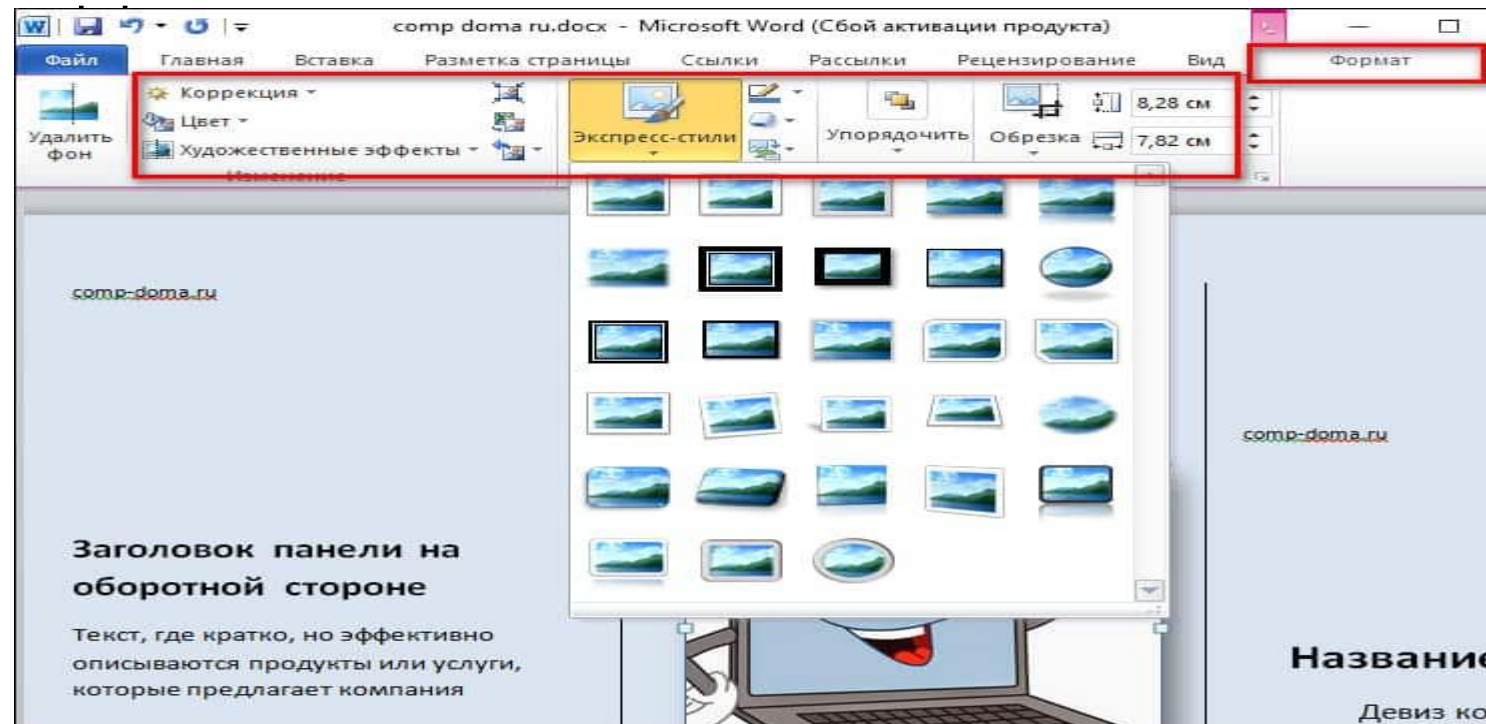 comp doma ru.docx - Microsoft Word (Сбой активации продукта)
Файл Главная Вставка Разметка страницы Ссылки Рассылки Рецензирование Вид Формат
Удалить фон
Коррекция
Цвет
Художественные эффекты
Изменение
Экспресс-стили
Упорядочить
Обрезка
8,28 см
7,82 см
comp-doma.ru
Заголовок панели на
оборотной стороне
Текст, где кратко, но эффективно
описываются продукты или услуги,
которые предлагает компания
comp-doma.ru
Название
Девиз ко